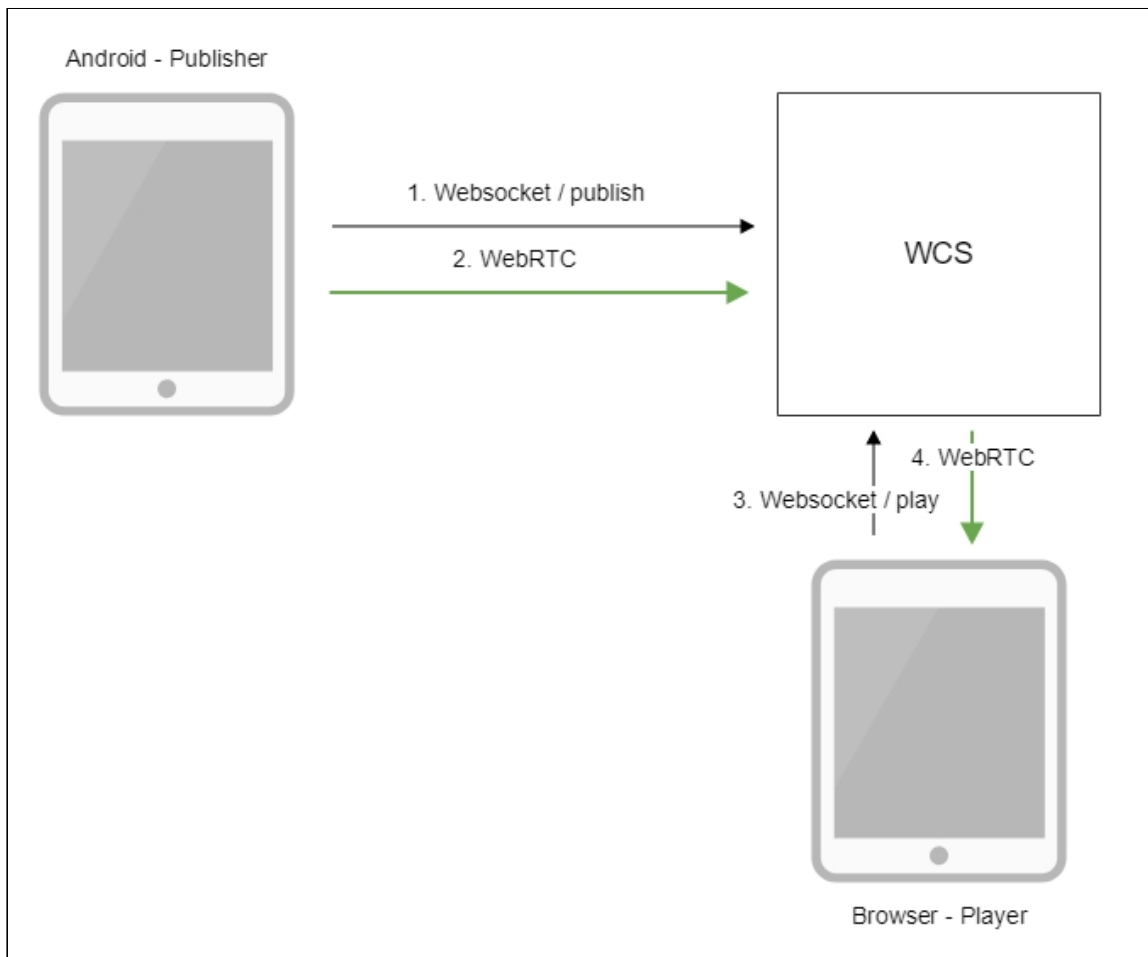 Android - Publisher
1. Websocket / publish
2. WebRTC
WCS
4. WebRTC
3. Websocket / play
Browser - Player